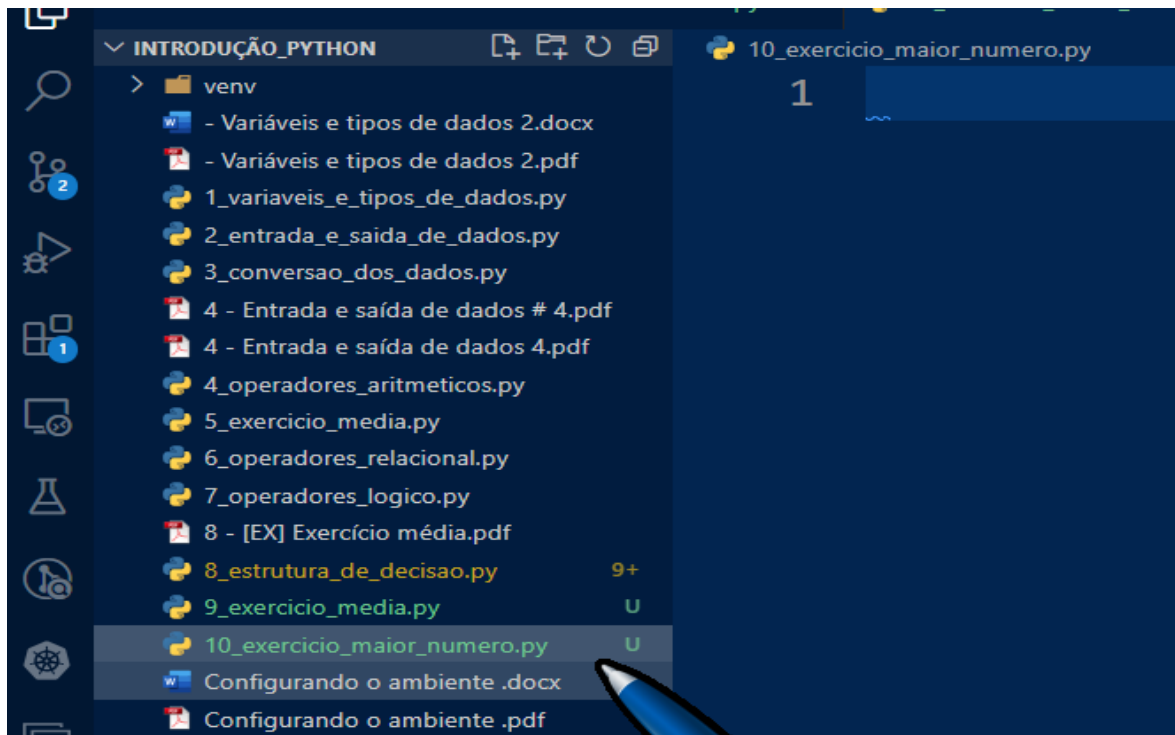 INTRODUÇÃO_PYTHON
10_exercicio_maior_numero.py
venv
1
- Variáveis e tipos de dados 2.docx
- Variáveis e tipos de dados 2.pdf
2
1_variaveis_e_tipos_de_dados.py
2_entrada_e_saida_de_dados.py
3_conversao_dos_dados.py
4 - Entrada e saída de dados # 4.pdf
1
4 - Entrada e saída de dados 4.pdf
4_operadores_aritmeticos.py
5_exercicio_media.py
6_operadores_relacional.py
7_operadores_logico.py
8 - [EX] Exercício média.pdf
8_estrutura_de_decisao.py 9+
9_exercicio_media.py U
10_exercicio_maior_numero.py U
Configurando o ambiente .docx
Configurando o ambiente .pdf